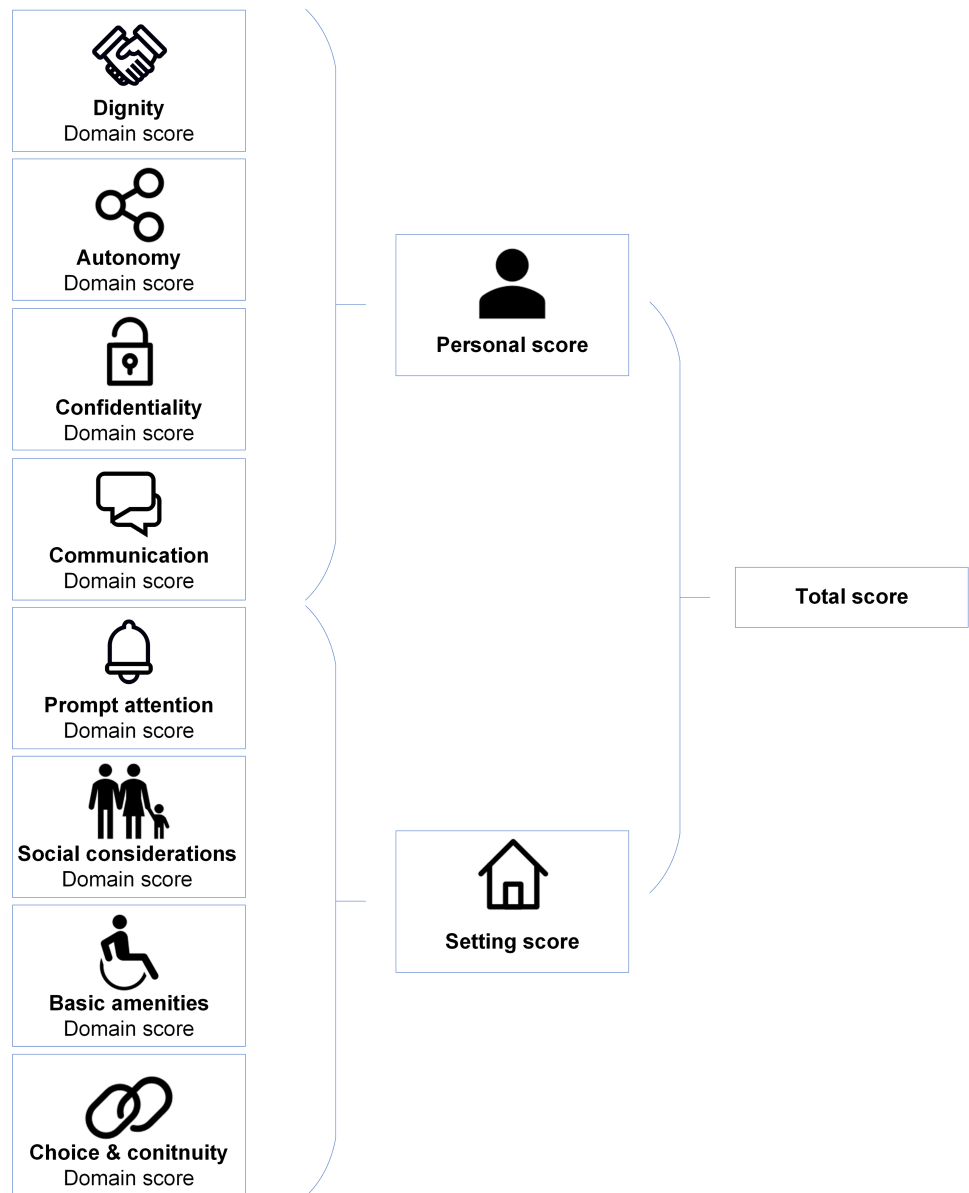 Dignity
Domain score
Autonomy
Domain score
Confidentiality
Domain score
Communication
Domain score
Prompt attention
Domain score
Social considerations
Domain score
Basic amenities
Domain score
Choice & conitnuity
Domain score
Personal score
Setting score
Total score